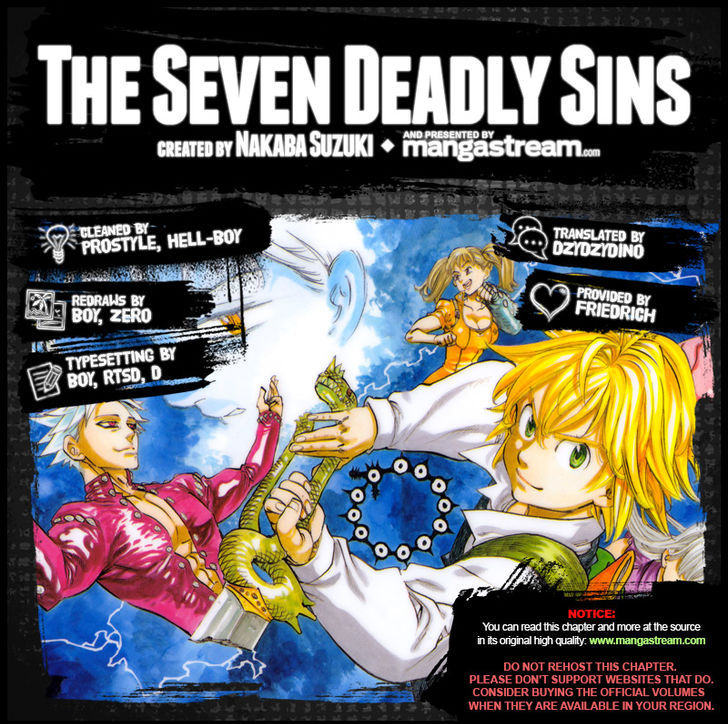 THE SEVEN DEADLY SINS
CREATED BY NAKABA SUZUKI ◆ AND PRESENTED BY mangastream.com
CLEANED BY
PROSTYLE, HELL-BOY
REDRAWS BY
BOY, ZERO
TYPESETTING BY
BOY, RTSD, D
TRANSLATED BY
DZYDZYDINO
PROVIDED BY
FRIEDRICH
NOTICE:
You can read this chapter and more at the source
in its original high quality: www.mangastream.com
DO NOT REHOST THIS CHAPTER.
PLEASE DON'T SUPPORT WEBSITES THAT DO.
CONSIDER BUYING THE OFFICIAL VOLUMES
WHEN THEY ARE AVAILABLE IN YOUR REGION.